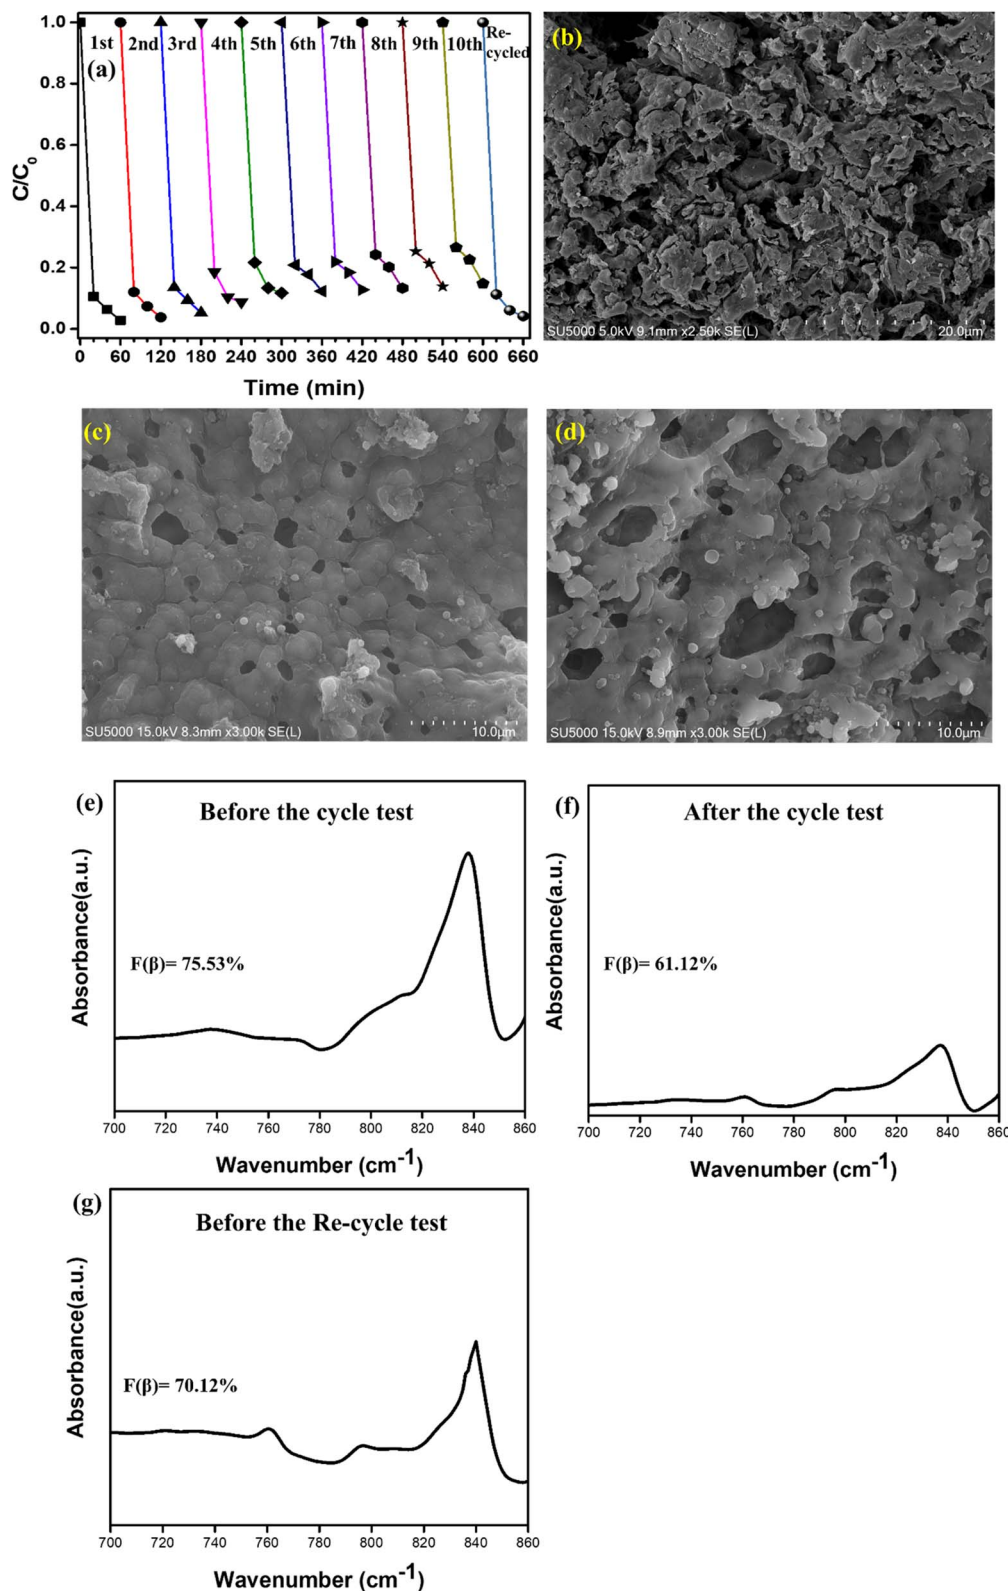 (a)
C/C0
1.0
0.8
0.6
0.4
0.2
0.0
1st 2nd 3rd 4th 5th 6th 7th 8th 9th 10th Re-
cycled
0 60 120 180 240 300 360 420 480 540 600 660
Time (min)
(b)
SU5000 5.0kV 9.1mm x2.50k SE(L) 20.0µm
(c)
SU5000 15.0kV 8.3mm x3.00k SE(L) 10.0µm
(d)
SU5000 15.0kV 8.9mm x3.00k SE(L) 10.0µm
(e)
Before the cycle test
Absorbance(a.u.)
F(β)= 75.53%
700 720 740 760 780 800 820 840 860
Wavenumber (cm-1)
(f)
After the cycle test
Absorbance(a.u.)
F(β)= 61.12%
700 720 740 760 780 800 820 840 860
Wavenumber (cm-1)
(g)
Before the Re-cycle test
Absorbance(a.u.)
F(β)= 70.12%
700 720 740 760 780 800 820 840 860
Wavenumber (cm-1)